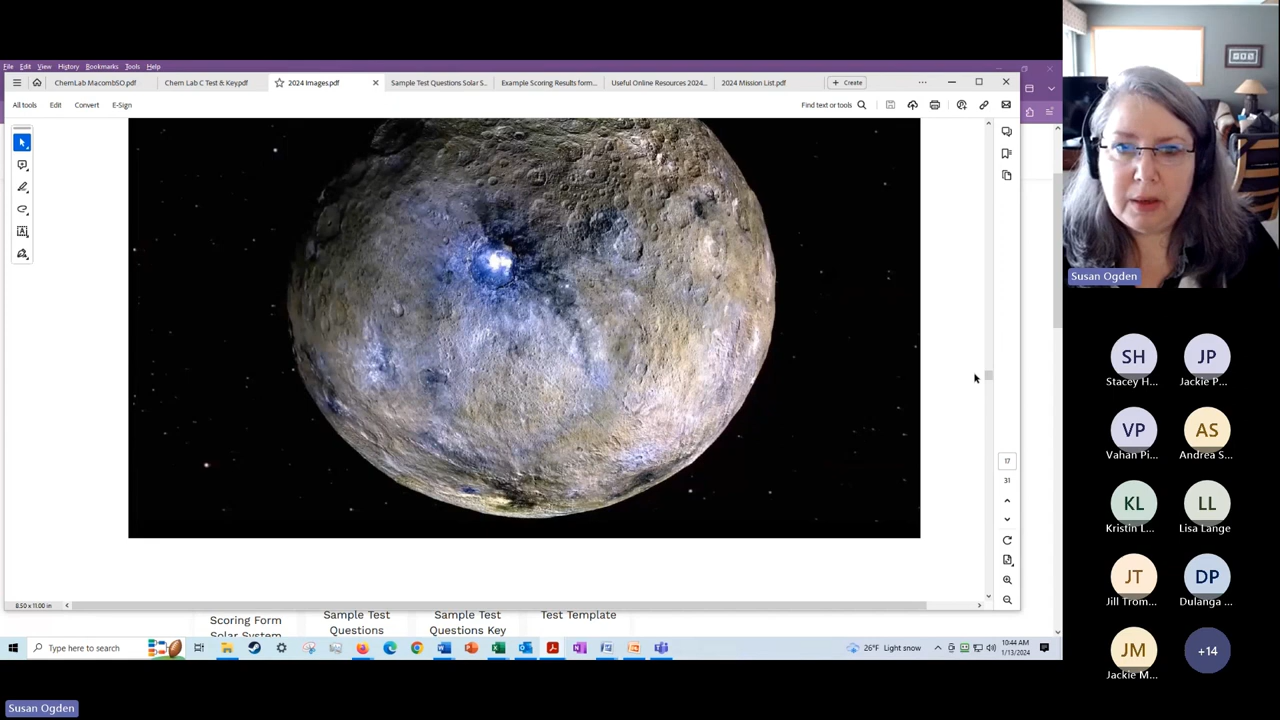 File Edit View History Bookmarks Tools Help
ChemLab MacombSO.pdf Chem Lab C Test & Key.pdf 2024 Images.pdf Sample Test Questions Solar S... Example Scoring Results form... Useful Online Resources 2024... 2024 Mission List.pdf Create
All tools Edit Convert E-Sign Find text or tools
17
31
8.50 x 11.00 in
Scoring Form
Solar System
Sample Test
Questions
Sample Test
Questions Key
Test Template
Type here to search
26°F Light snow
10:44 AM
1/13/2024
Susan Ogden
SH
Stacey H...
JP
Jackie P...
VP
Vahan Pi...
AS
Andrea S...
KL
Kristin L...
LL
Lisa Lange
JT
Jill Trom...
DP
Dulanga ...
JM
Jackie M...
+14
Susan Ogden